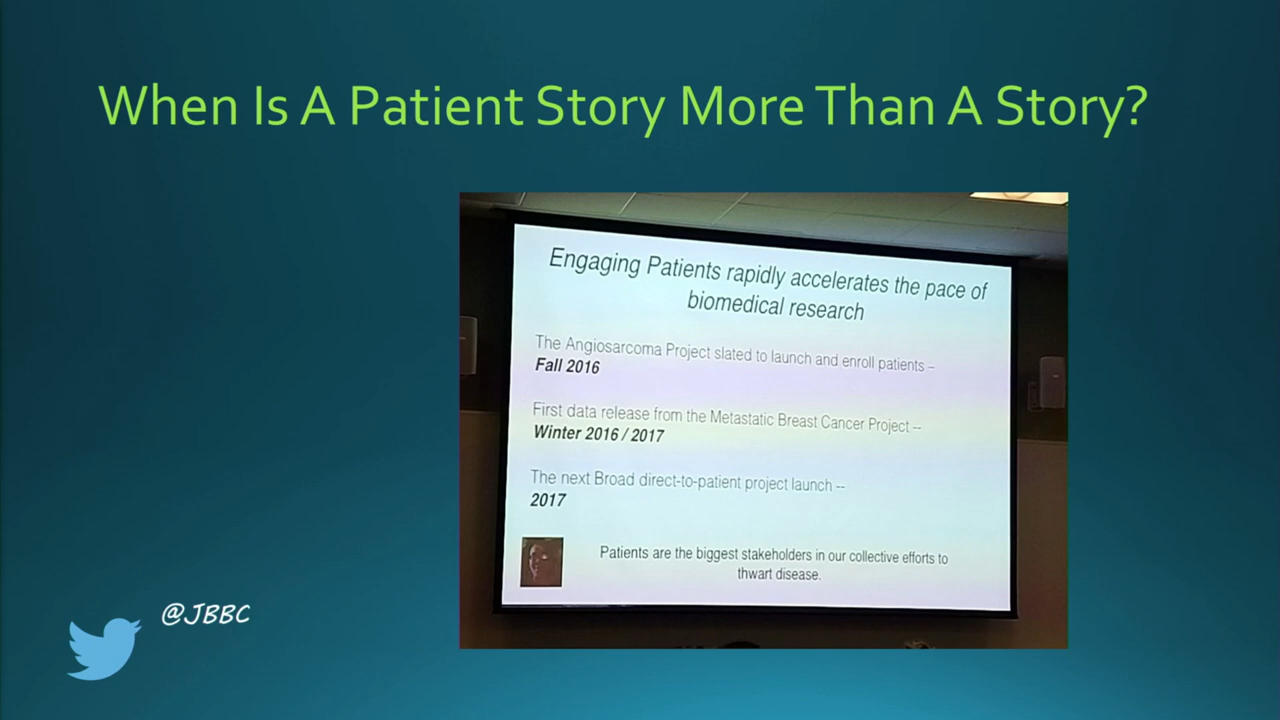 When Is A Patient Story More Than A Story?
Engaging Patients rapidly accelerates the pace of
biomedical research
The Angiosarcoma Project slated to launch and enroll patients –
Fall 2016
First data release from the Metastatic Breast Cancer Project --
Winter 2016 / 2017
The next Broad direct-to-patient project launch --
2017
Patients are the biggest stakeholders in our collective efforts to
thwart disease.
@JBBC